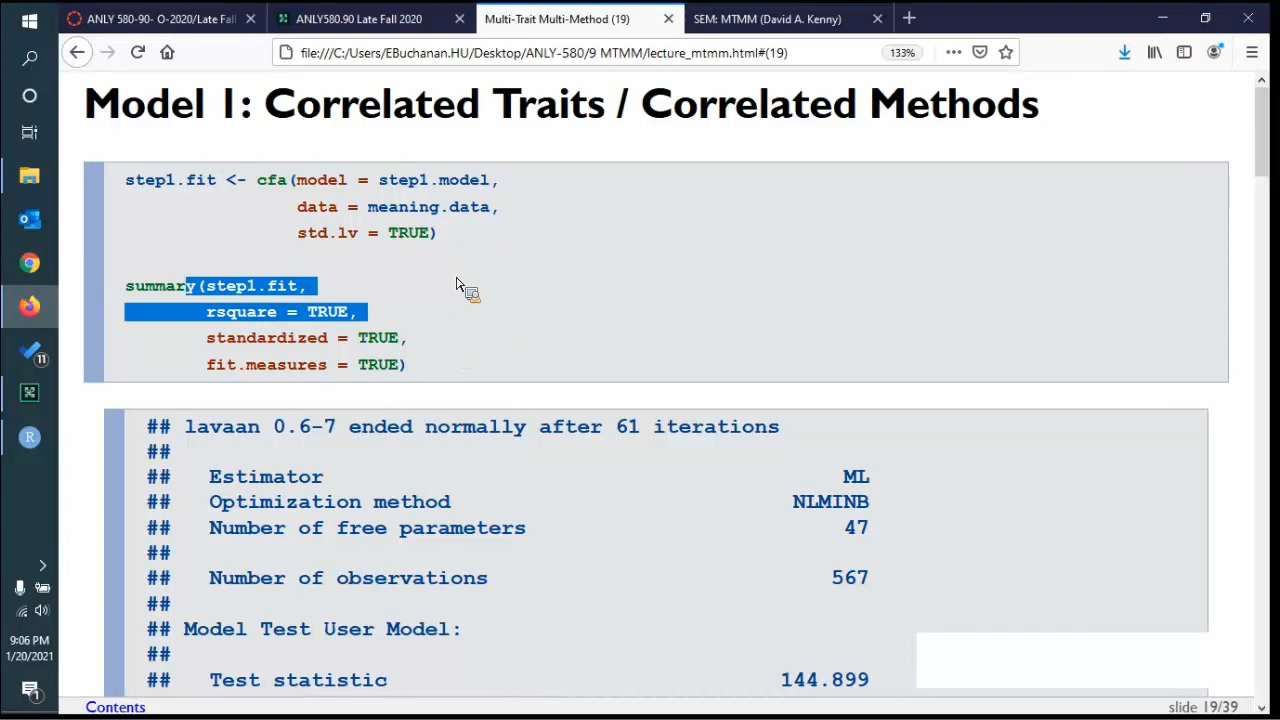 ANLY 580-90- O-2020/Late Fall
ANLY580.90 Late Fall 2020
Multi-Trait Multi-Method (19)
SEM: MTMM (David A. Kenny)
file:///C:/Users/EBuchanan.HU/Desktop/ANLY-580/9 MTMM/lecture_mtmm.html#(19)
133%
Model 1: Correlated Traits / Correlated Methods
step1.fit <- cfa(model = step1.model,
data = meaning.data,
std.lv = TRUE)
summary(step1.fit,
rsquare = TRUE,
standardized = TRUE,
fit.measures = TRUE)
## lavaan 0.6-7 ended normally after 61 iterations
##
## Estimator ML
## Optimization method NLMINB
## Number of free parameters 47
##
## Number of observations 567
##
## Model Test User Model:
##
## Test statistic 144.899
11
R
9:06 PM
1/20/2021
1
Contents
slide 19/39